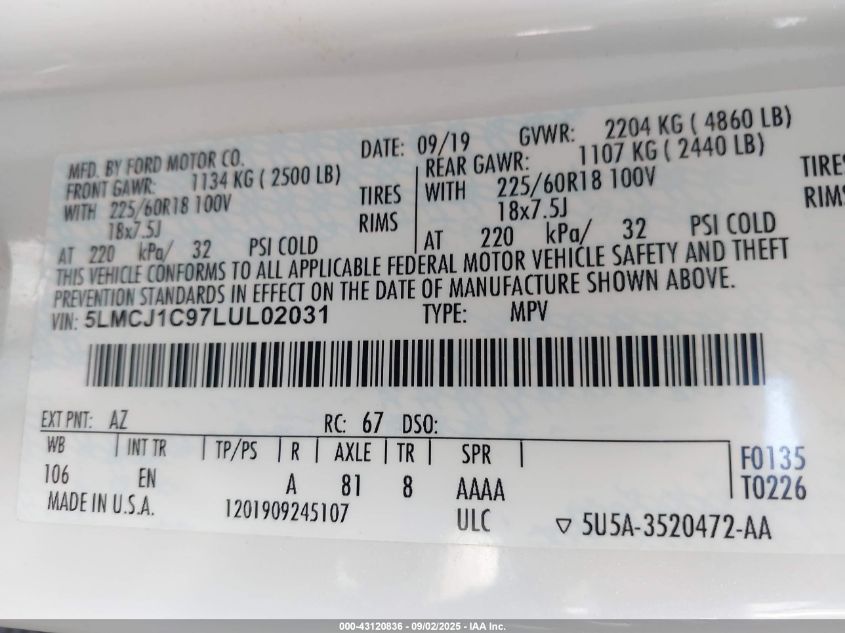 MFD. BY FORD MOTOR CO. DATE: 09/19 GVWR: 2204 KG ( 4860 LB)
FRONT GAWR: 1134 KG ( 2500 LB) REAR GAWR: 1107 KG ( 2440 LB)
WITH 225/60R18 100V TIRES WITH 225/60R18 100V TIRES
18x7.5J RIMS 18x7.5J RIMS
AT 220 kPa/ 32 PSI COLD AT 220 kPa/ 32 PSI COLD
THIS VEHICLE CONFORMS TO ALL APPLICABLE FEDERAL MOTOR VEHICLE SAFETY AND THEFT
PREVENTION STANDARDS IN EFFECT ON THE DATE OF MANUFACTURE SHOWN ABOVE.
VIN: 5LMCJ1C97LUL02031 TYPE: MPV
EXT PNT: AZ RC: 67 DSO:
WB INT TR TP/PS R AXLE TR SPR F0135
106 EN A 81 8 AAAA T0226
MADE IN U.S.A. 1201909245107 ULC ▽ 5U5A-3520472-AA
000-43120836 - 09/02/2025 - IAA Inc.